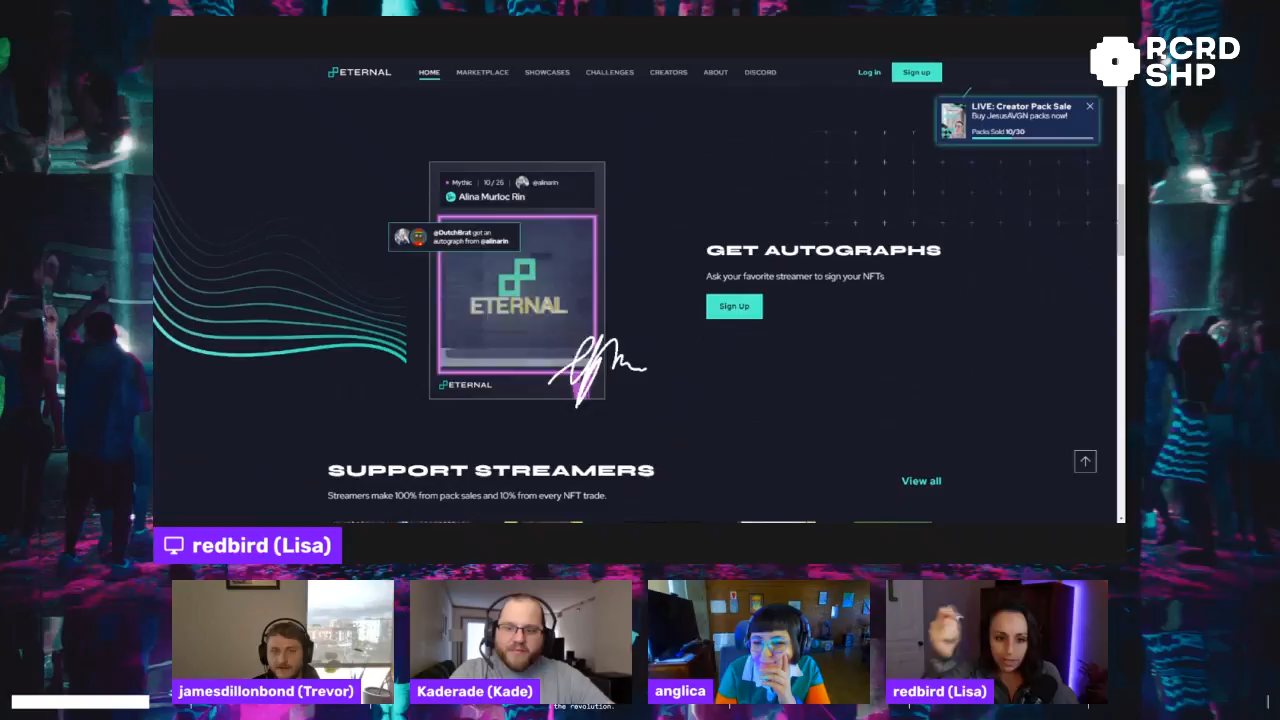 RCRD
SHP
ETERNAL
HOME
MARKETPLACE
SHOWCASES
CHALLENGES
CREATORS
ABOUT
DISCORD
Log in
Sign up
LIVE: Creator Pack Sale
Buy JesusAVGN packs now!
Packs Sold 10/30
Mythic | 10 / 26 | @alinarin
Alina Murloc Rin
@DutchBrat get an
autograph from @alinarin
ETERNAL
ETERNAL
GET AUTOGRAPHS
Ask your favorite streamer to sign your NFTs
Sign Up
SUPPORT STREAMERS
Streamers make 100% from pack sales and 10% from every NFT trade.
View all
redbird (Lisa)
jamesdillonbond (Trevor)
Kaderade (Kade)
anglica
redbird (Lisa)
the revolution.